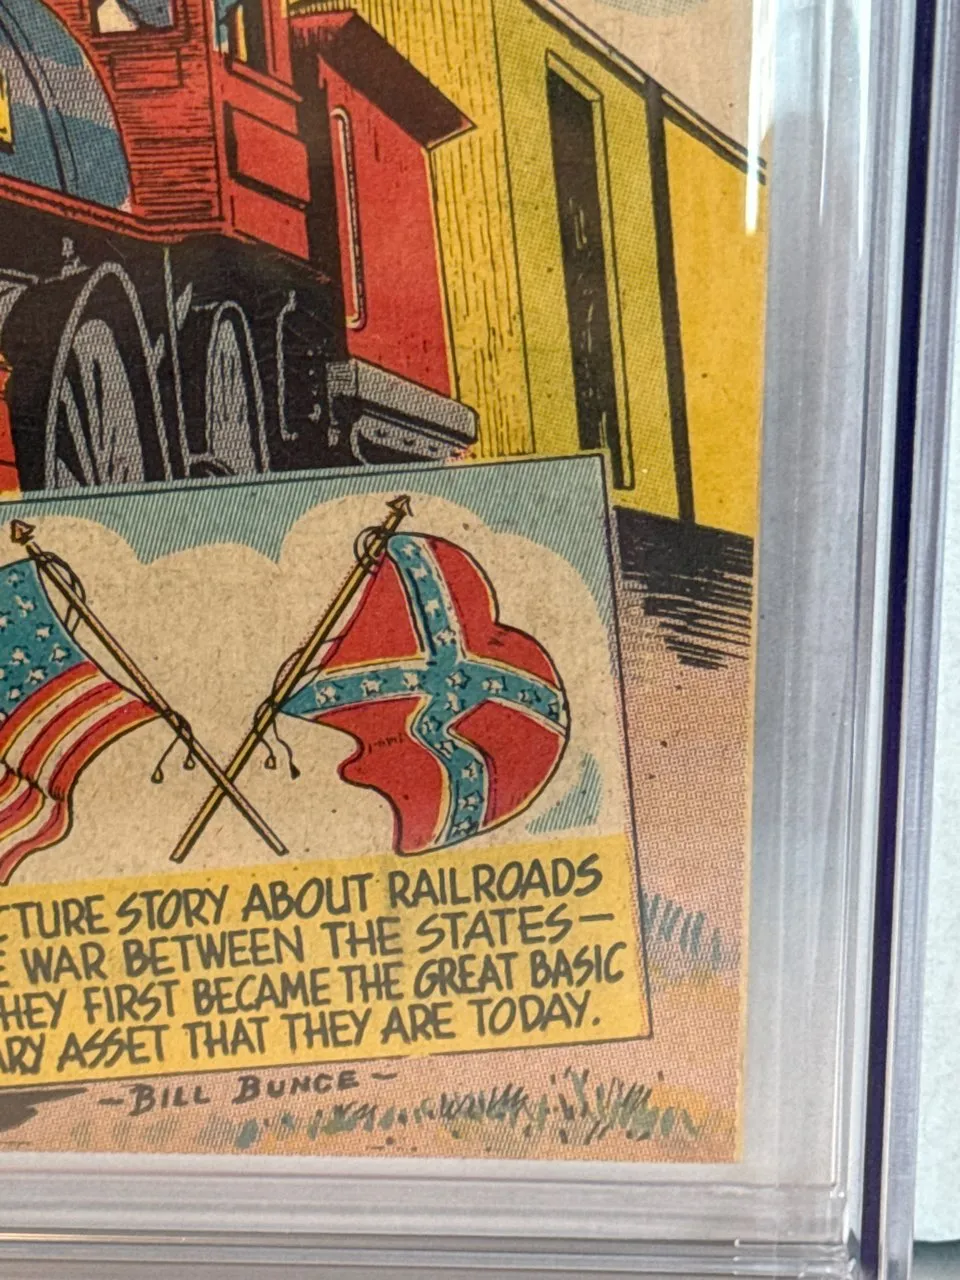 CTURE STORY ABOUT RAILROADS
E WAR BETWEEN THE STATES—
HEY FIRST BECAME THE GREAT BASIC
ARY ASSET THAT THEY ARE TODAY.
-BILL BUNCE-